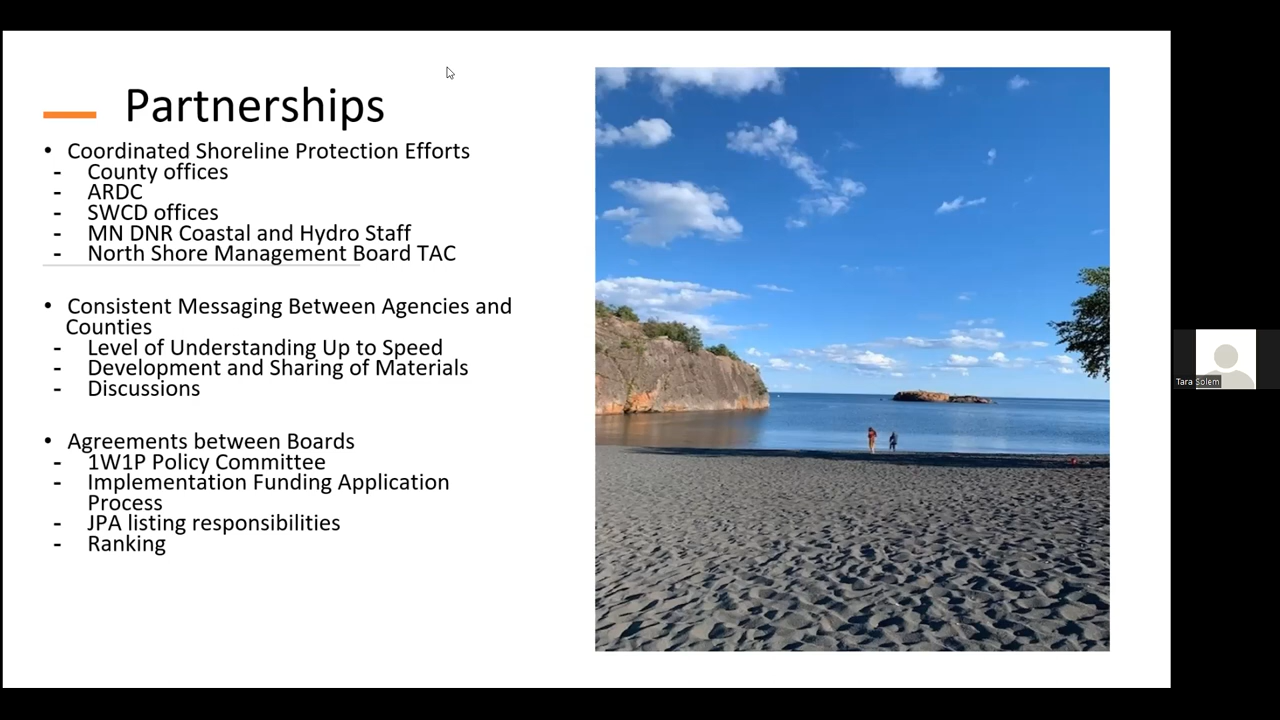 Partnerships
• Coordinated Shoreline Protection Efforts
- County offices
- ARDC
- SWCD offices
- MN DNR Coastal and Hydro Staff
- North Shore Management Board TAC
• Consistent Messaging Between Agencies and
Counties
- Level of Understanding Up to Speed
- Development and Sharing of Materials
- Discussions
• Agreements between Boards
- 1W1P Policy Committee
- Implementation Funding Application
Process
- JPA listing responsibilities
- Ranking
Tara Solem